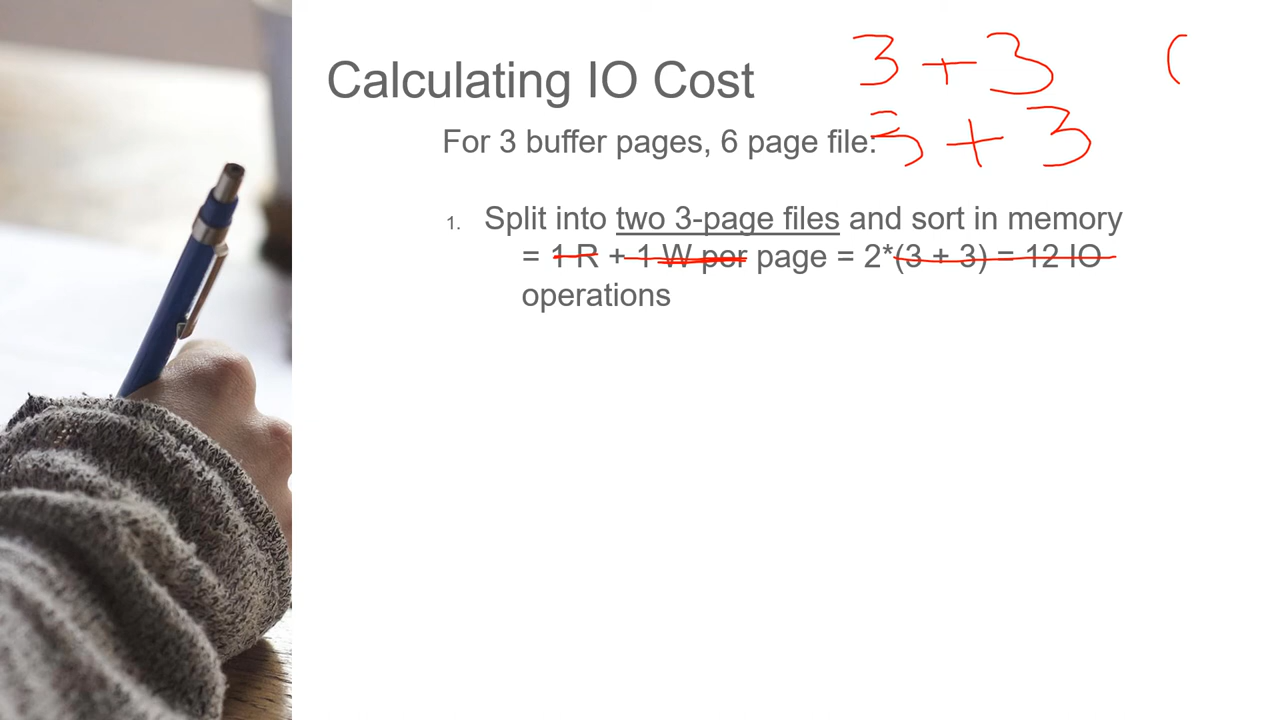 Calculating IO Cost
3 + 3 (
For 3 buffer pages, 6 page file:
3 + 3
1. Split into two 3-page files and sort in memory
= 1 R + 1 W per page = 2*(3 + 3) = 12 IO
operations